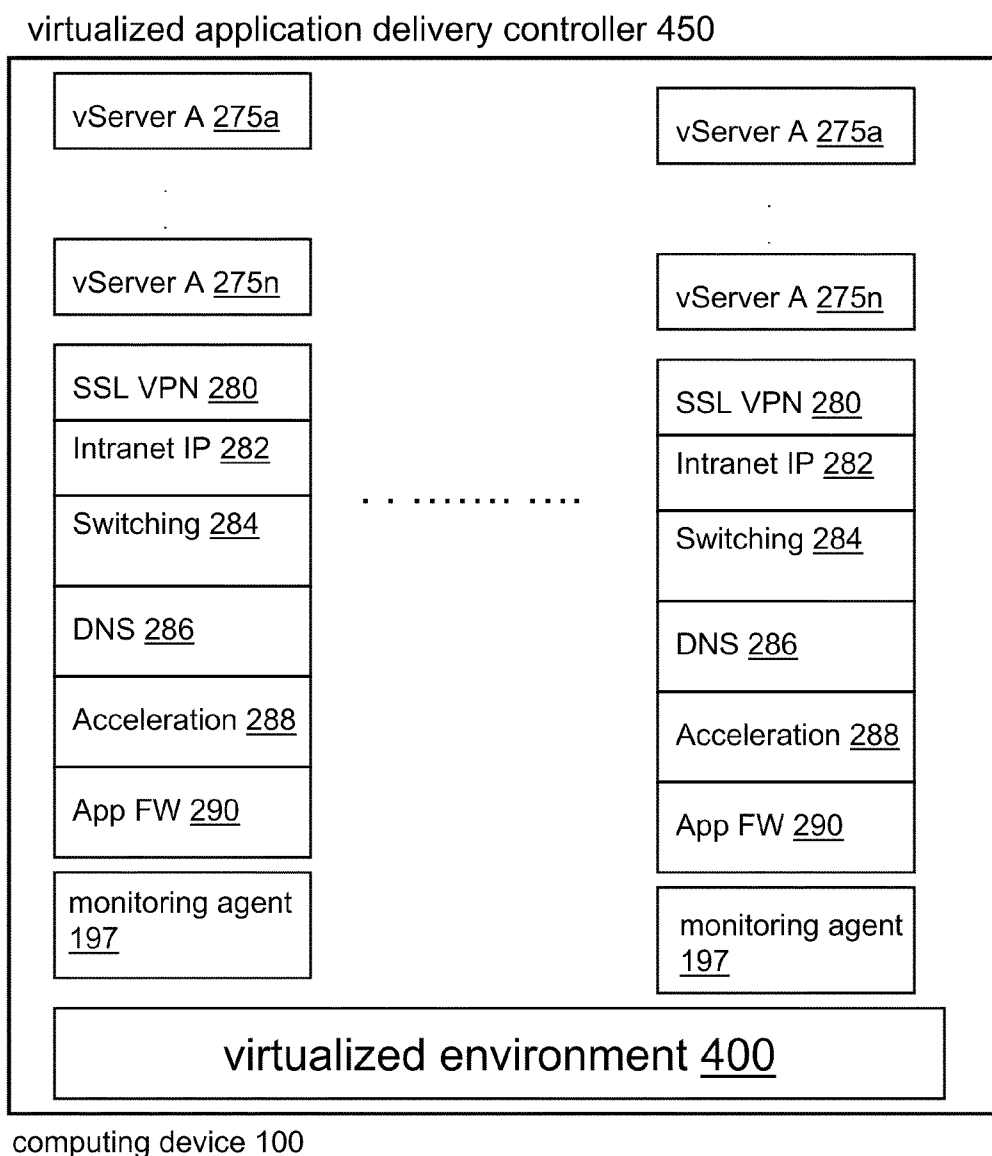 virtualized application delivery controller 450
vServer A 275a
vServer A 275n
SSL VPN 280
Intranet IP 282
Switching 284
DNS 286
Acceleration 288
App FW 290
monitoring agent
197
vServer A 275a
vServer A 275n
SSL VPN 280
Intranet IP 282
Switching 284
DNS 286
Acceleration 288
App FW 290
monitoring agent
197
virtualized environment 400
computing device 100